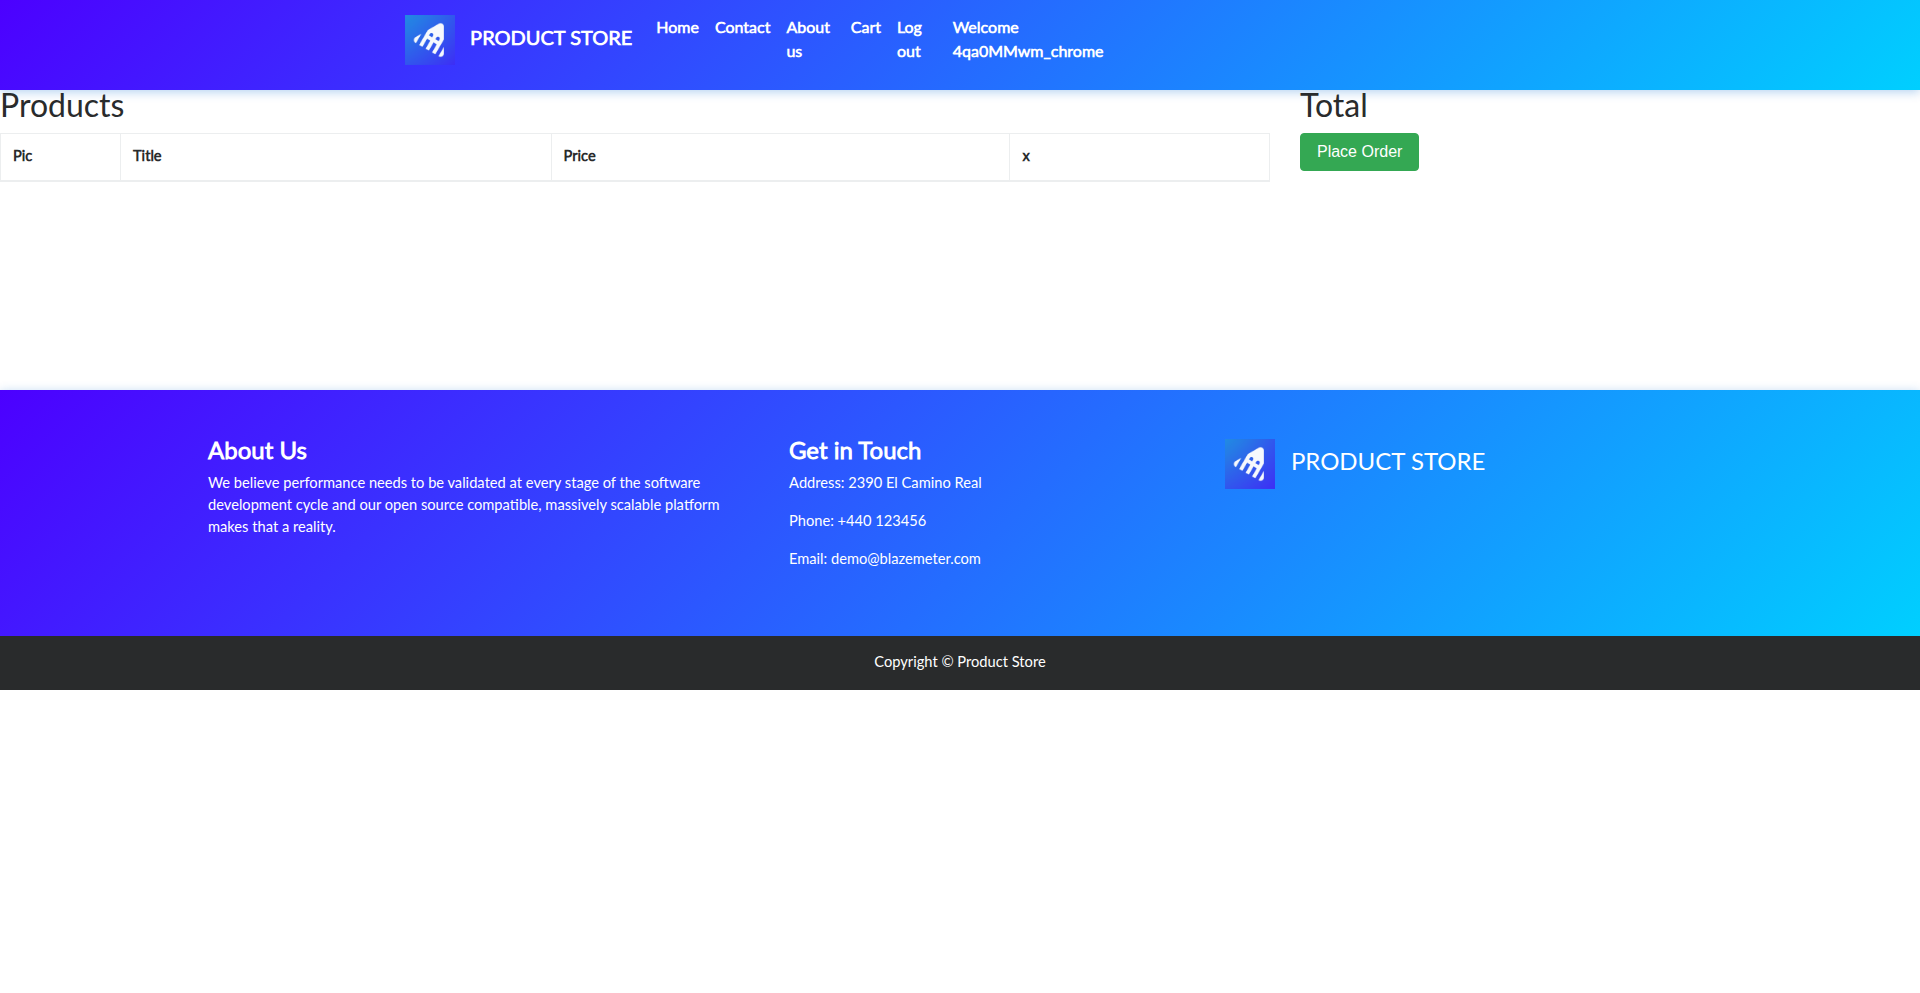 PRODUCT STORE
Home
Contact
About
us
Cart
Log
out
Welcome
4qa0MMwm_chrome
Products
Total
Pic
Title
Price
x
Place Order
About Us
We believe performance needs to be validated at every stage of the software
development cycle and our open source compatible, massively scalable platform
makes that a reality.
Get in Touch
Address: 2390 El Camino Real
Phone: +440 123456
Email: demo@blazemeter.com
PRODUCT STORE
Copyright © Product Store